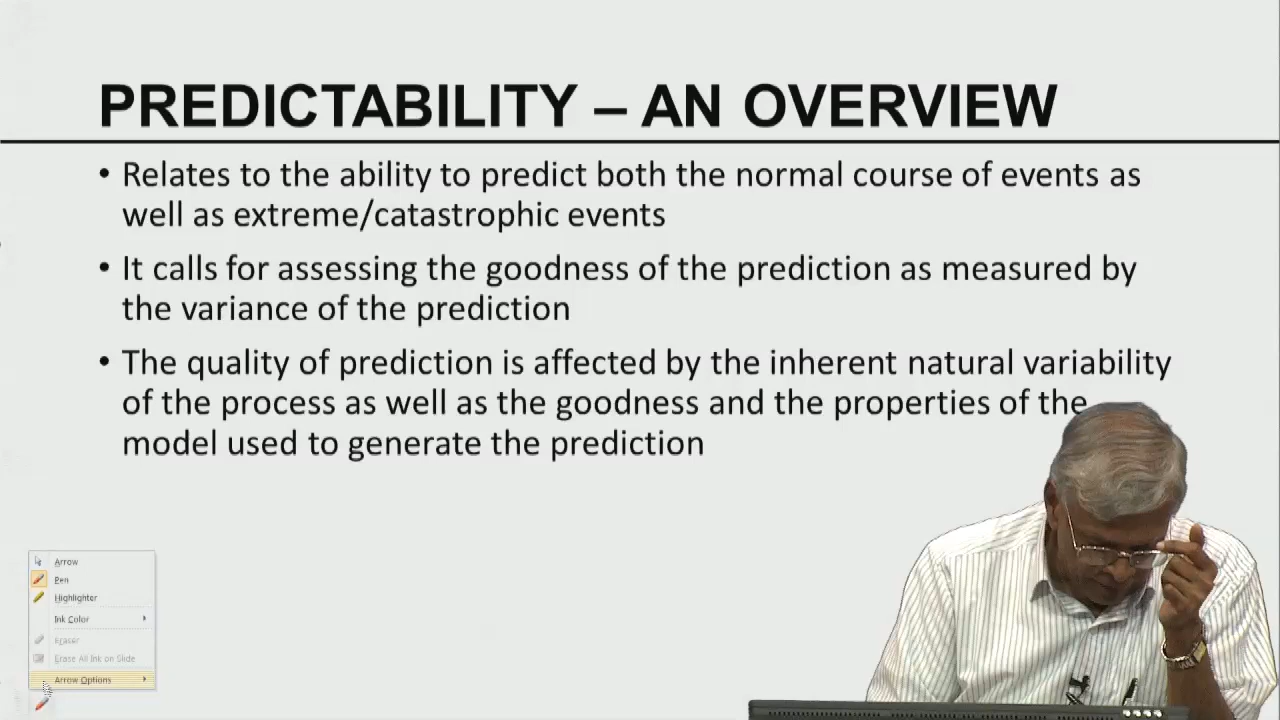 PREDICTABILITY – AN OVERVIEW
• Relates to the ability to predict both the normal course of events as
well as extreme/catastrophic events
• It calls for assessing the goodness of the prediction as measured by
the variance of the prediction
• The quality of prediction is affected by the inherent natural variability
of the process as well as the goodness and the properties of the
model used to generate the prediction
Arrow
Pen
Highlighter
Ink Color
Eraser
Erase All Ink on Slide
Arrow Options